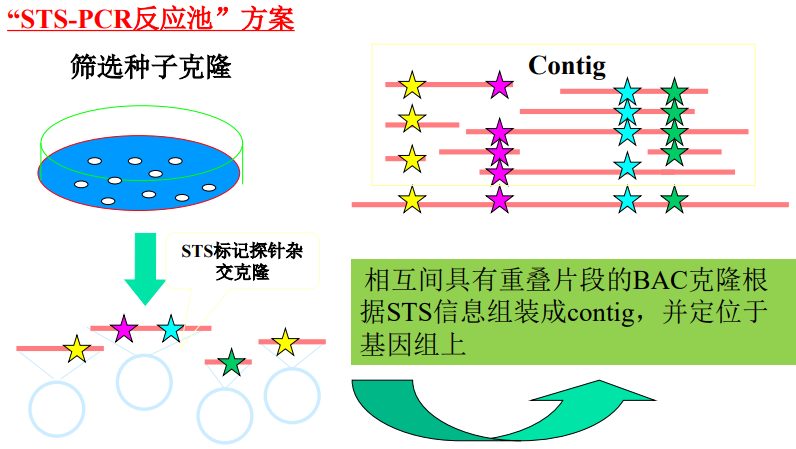 “STS-PCR反应池”方案
筛选种子克隆
Contig
STS标记探针杂
交克隆
相互间具有重叠片段的BAC克隆根
据STS信息组装成contig，并定位于
基因组上